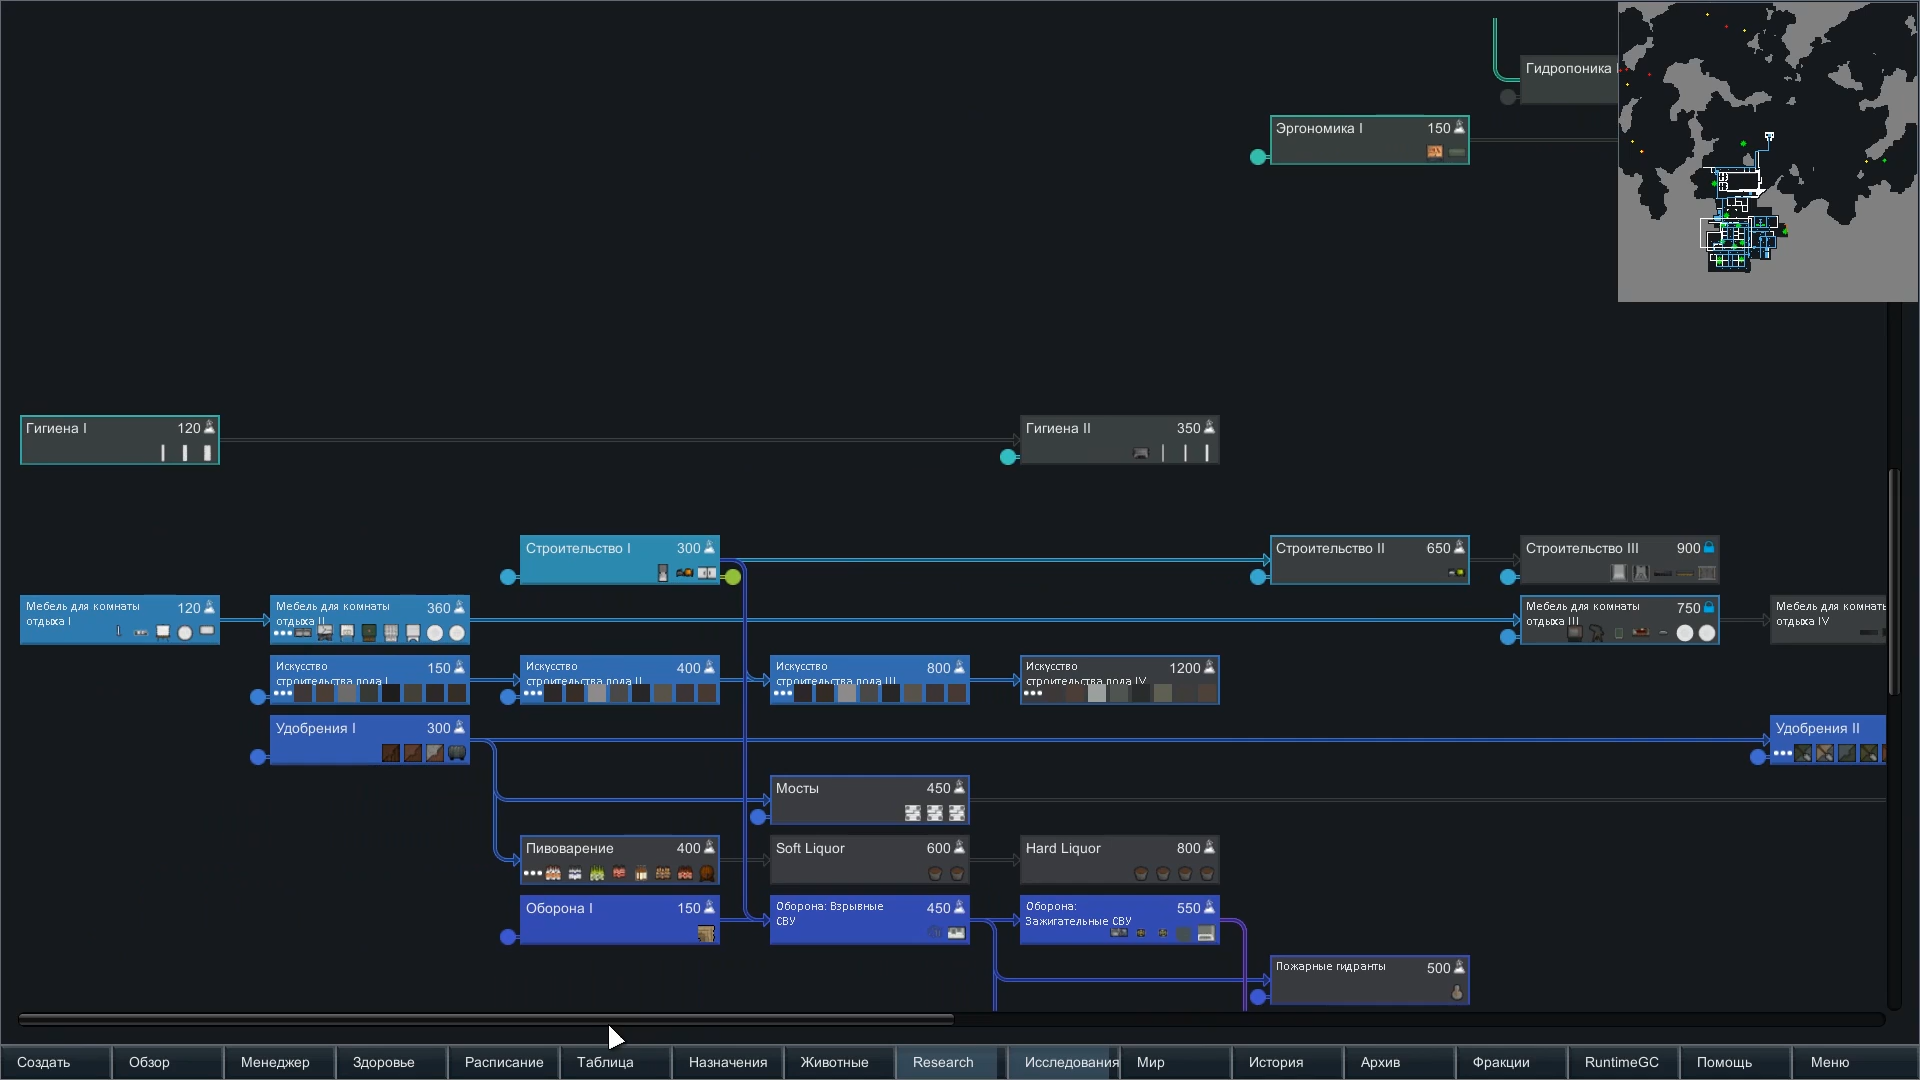 Гидропоника
Эргономика I 150
Гигиена I 120
Гигиена II 350
Строительство I 300
Строительство II 650
Строительство III 900
Мебель для комнаты отдыха I 120
Мебель для комнаты отдыха II 360
Мебель для комнаты отдыха III 750
Мебель для комнаты отдыха IV
Искусство строительства пола I 150
Искусство строительства пола II 400
Искусство строительства пола III 800
Искусство строительства пола IV 1200
Удобрения I 300
Удобрения II
Мосты 450
Пивоварение 400
Soft Liquor 600
Hard Liquor 800
Оборона I 150
Оборона: Взрывные СВУ 450
Оборона: Зажигательные СВУ 550
Пожарные гидранты 500
Создать Обзор Менеджер Здоровье Расписание Таблица Назначения Животные Research Исследования Мир История Архив Фракции RuntimeGC Помощь Меню